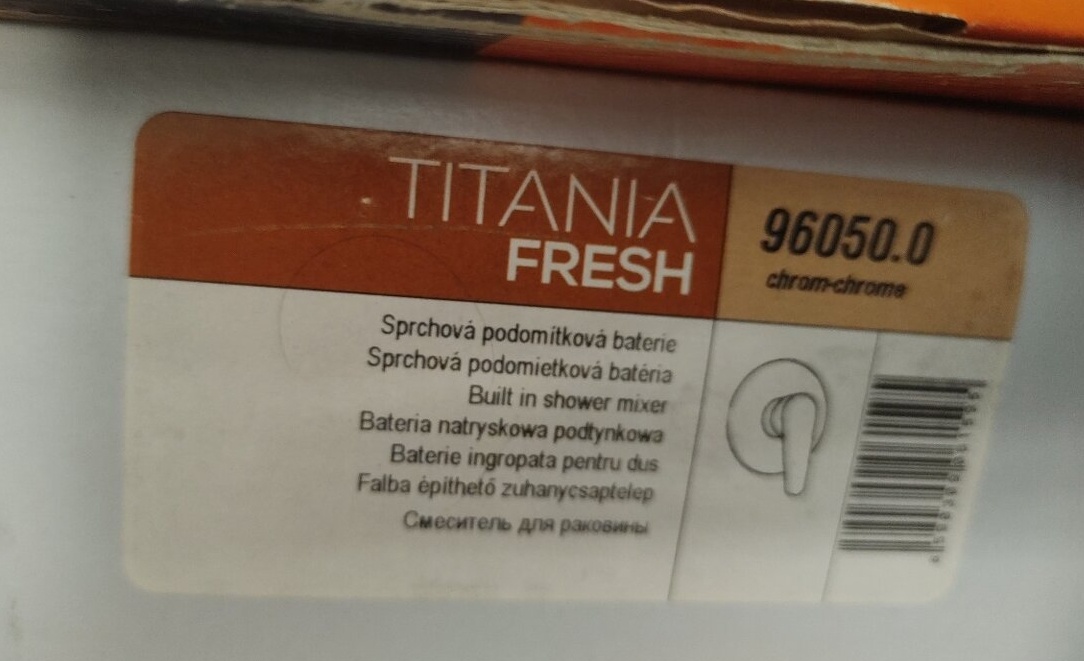 TITANIA
FRESH
96050.0
chrom-chrome
Sprchová podomítková baterie
Sprchová podomietková batéria
Built in shower mixer
Bateria natryskowa podtynkowa
Baterie ingropata pentru dus
Falba épithető zuhanycsaptelep
Смеситель для раковины